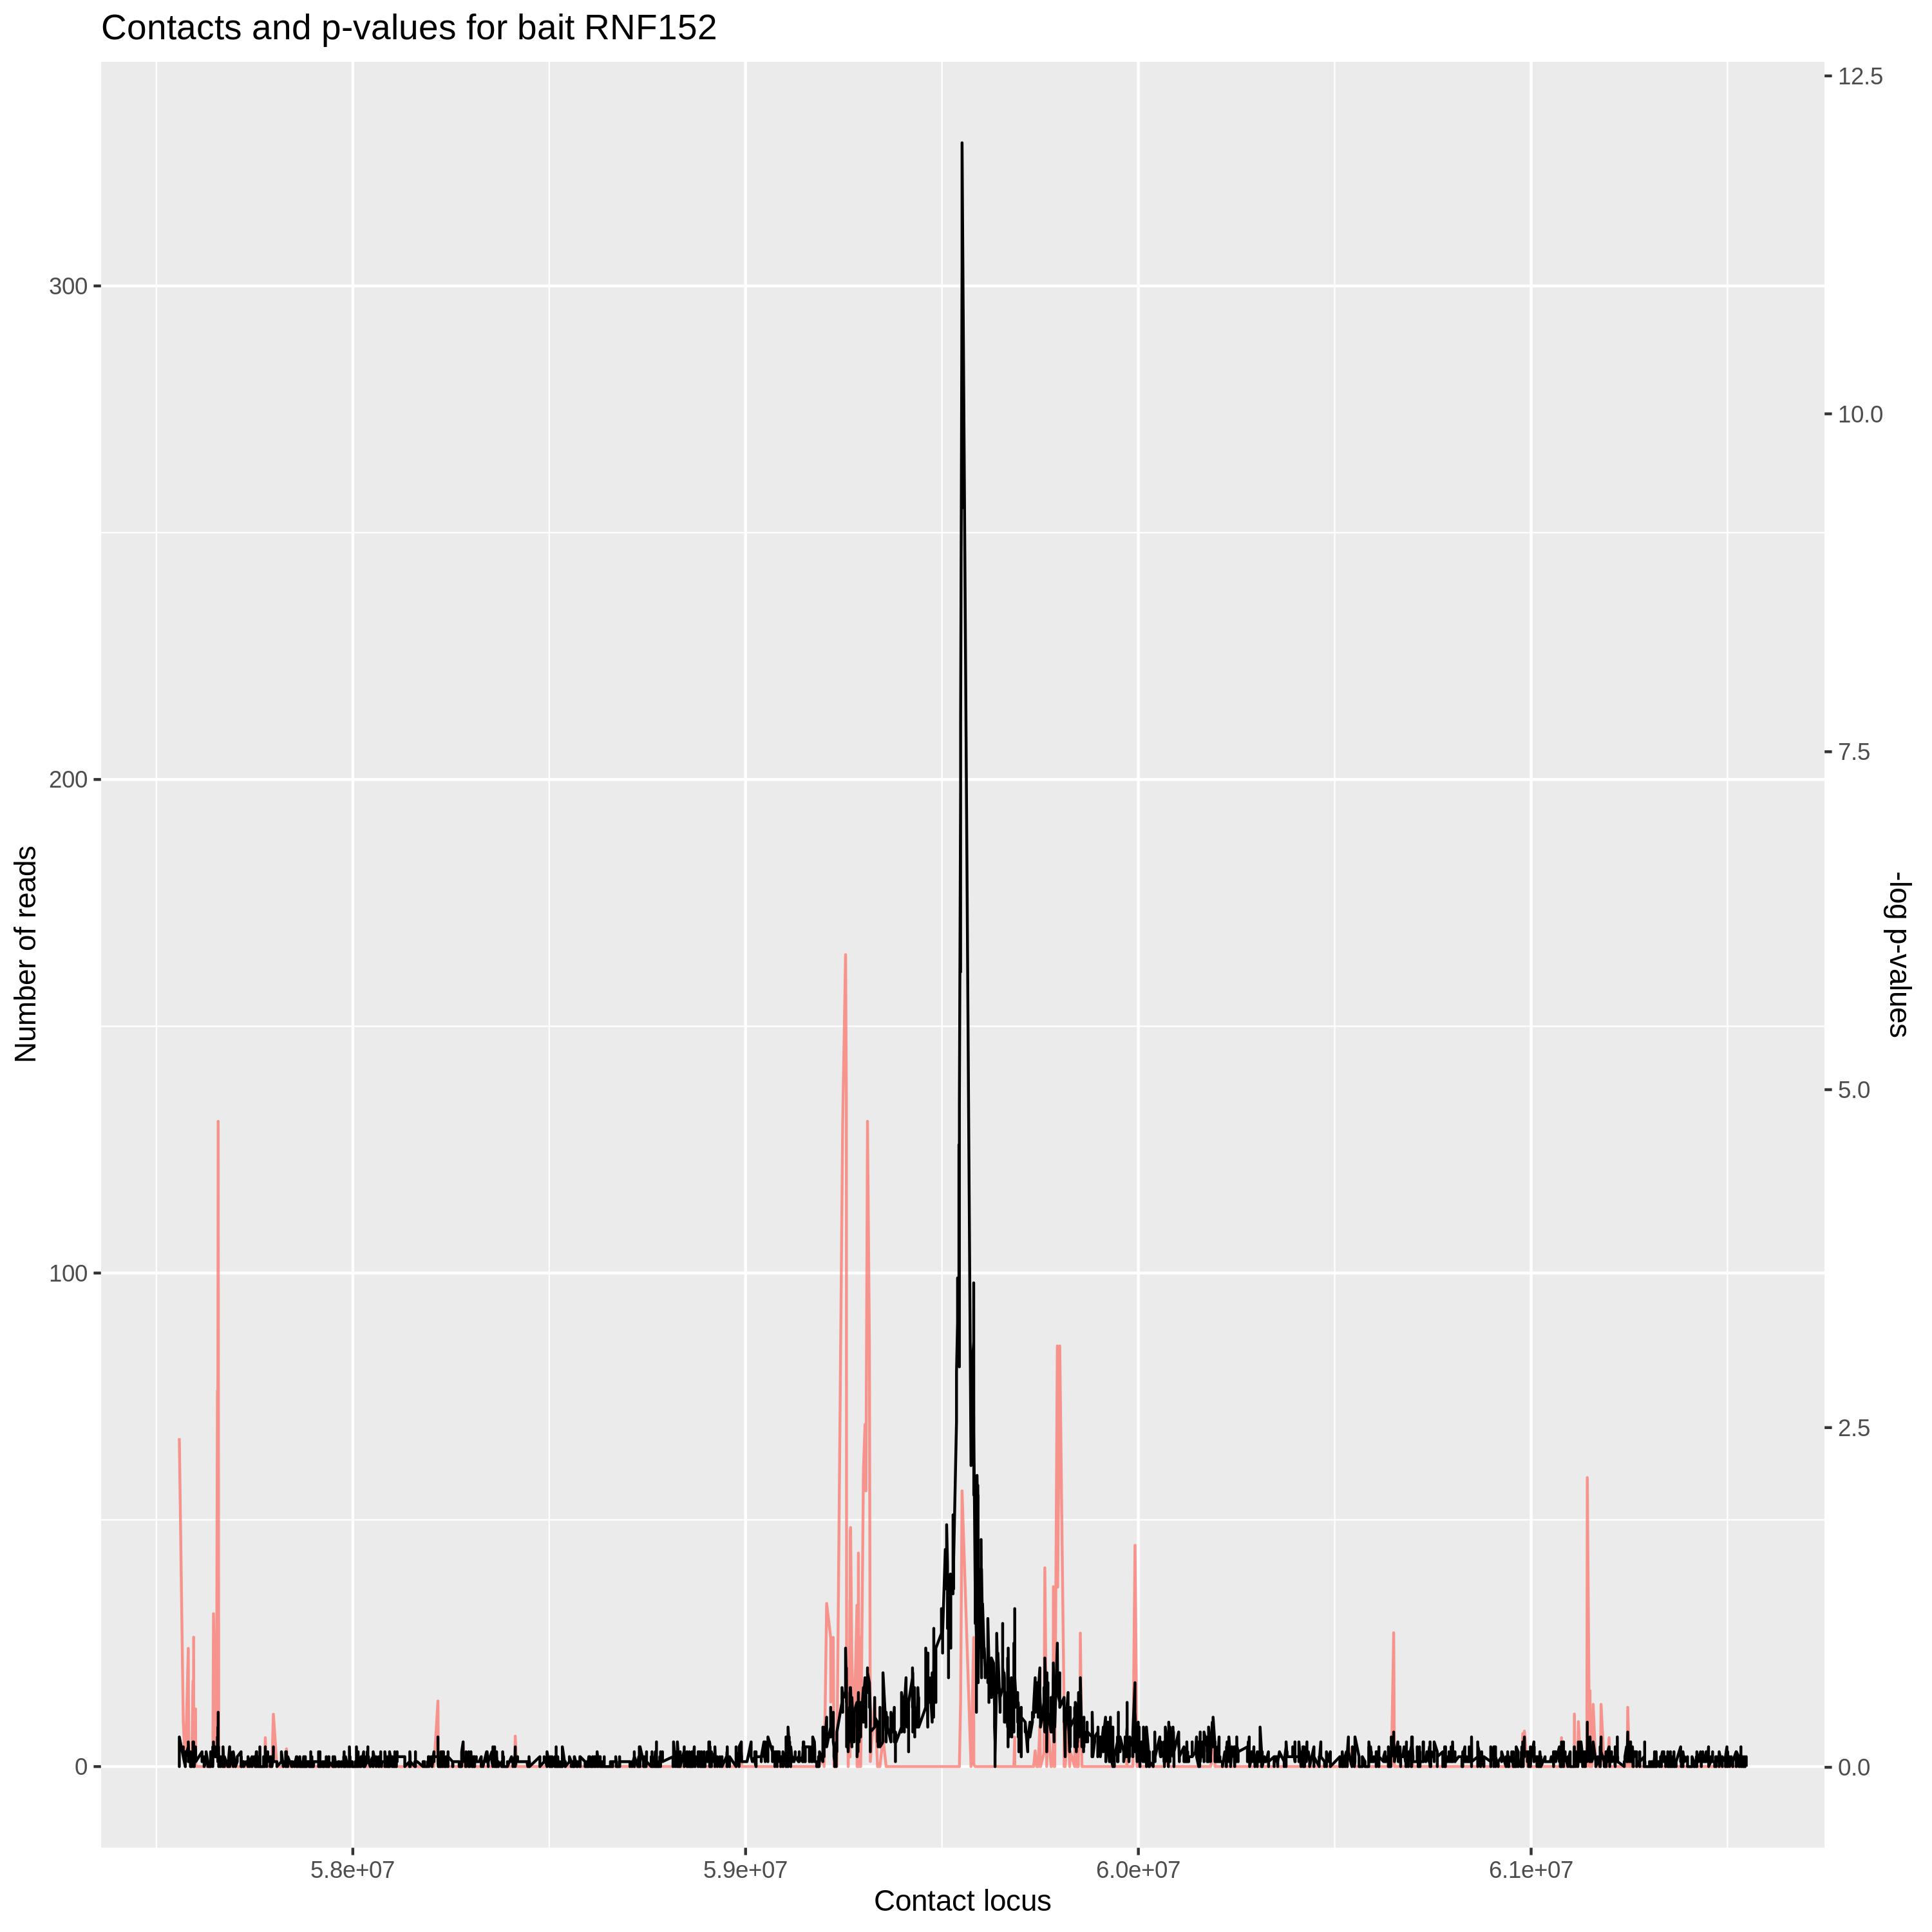 Contacts and p-values for bait RNF152
12.5
300
10.0
200
7.5
Number of reads
-log p-values
5.0
100
2.5
0
0.0
5.8e+07
5.9e+07
6.0e+07
6.1e+07
Contact locus